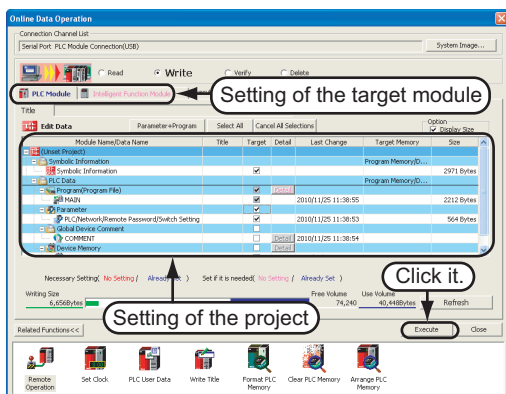 Online Data Operation
Connection Channel List
Serial Port PLC Module Connection(USB)
System Image...
Read
Write
Verify
Delete
PLC Module
Intelligent Function Module
Setting of the target module
Title
Edit Data
Parameter+Program
Select All
Cancel All Selections
Option
Display Size
Module Name/Data Name Title Target Detail Last Change Target Memory Size
(Unset Project)
Symbolic Information Program Memory/D...
Symbolic Information 2971 Bytes
PLC Data Program Memory/D...
Program(Program File) Detail
MAIN 2010/11/25 11:38:55 2212 Bytes
Parameter
PLC/Network/Remote Password/Switch Setting 2010/11/25 11:38:53 564 Bytes
Global Device Comment
COMMENT Detail 2010/11/25 11:38:54
Device Memory Detail
Necessary Setting( No Setting / Already Set ) Set if it is needed( No Setting / Already Set )
Click it.
Writing Size
6,656Bytes
Free Volume
74,240
Use Volume
40,448Bytes
Refresh
Setting of the project
Related Functions<<
Execute
Close
Remote Operation
Set Clock
PLC User Data
Write Title
Format PLC Memory
Clear PLC Memory
Arrange PLC Memory